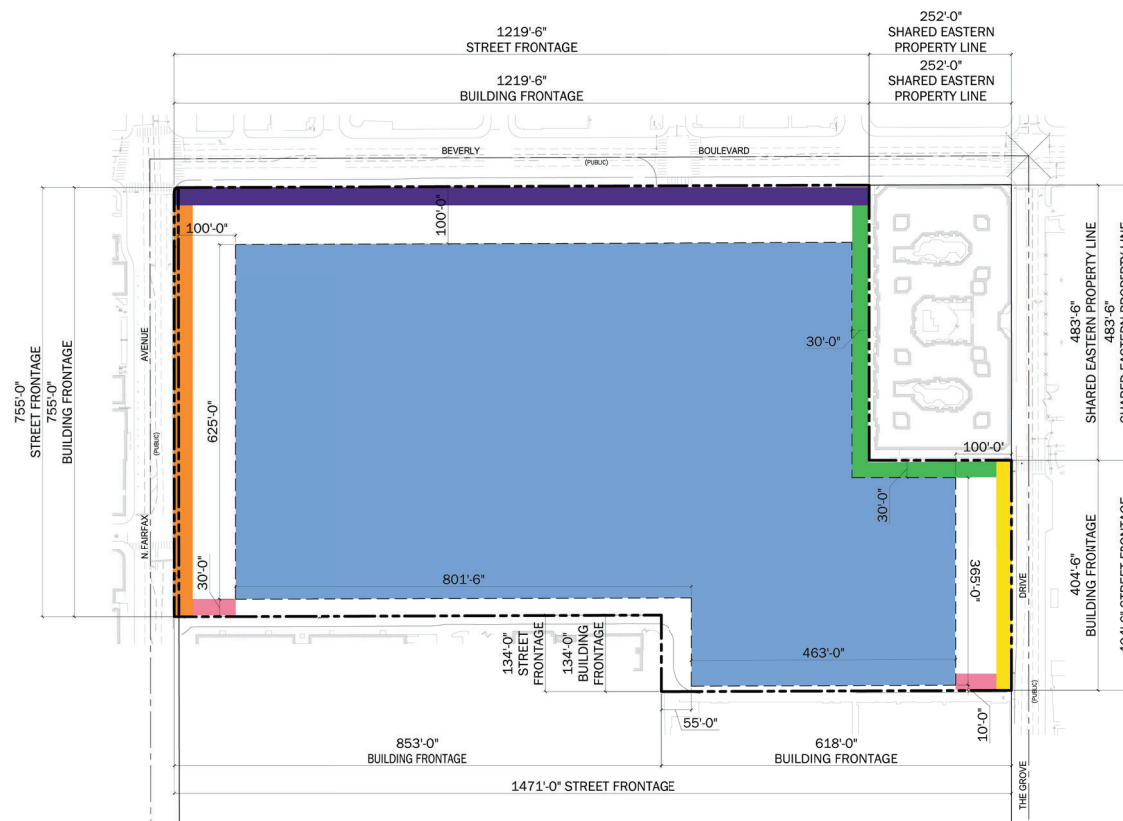 1219'-6"
STREET FRONTAGE
252'-0"
SHARED EASTERN
PROPERTY LINE
1219'-6"
BUILDING FRONTAGE
252'-0"
SHARED EASTERN
PROPERTY LINE
BEVERLY
(PUBLIC)
BOULEVARD
100'-0"
100'-0"
755'-0"
STREET FRONTAGE
755'-0"
BUILDING FRONTAGE
AVENUE
(PUBLIC)
N.FAIRFAX
625'-0"
30'-0"
30'-0"
483'-6"
SHARED EASTERN PROPERTY LINE
483'-6"
SHARED EASTERN PROPERTY LINE
100'-0'
30'-0"
801'-6"
365'-0"
DRIVE
404'-6"
BUILDING FRONTAGE
134'-0"
STREET
FRONTAGE
134'-0"
BUILDING
FRONTAGE
463'-0"
55'-0"
10'-0"
(PUBLIC)
853'-0"
BUILDING FRONTAGE
618'-0"
BUILDING FRONTAGE
1471'-0" STREET FRONTAGE
THE GROVE